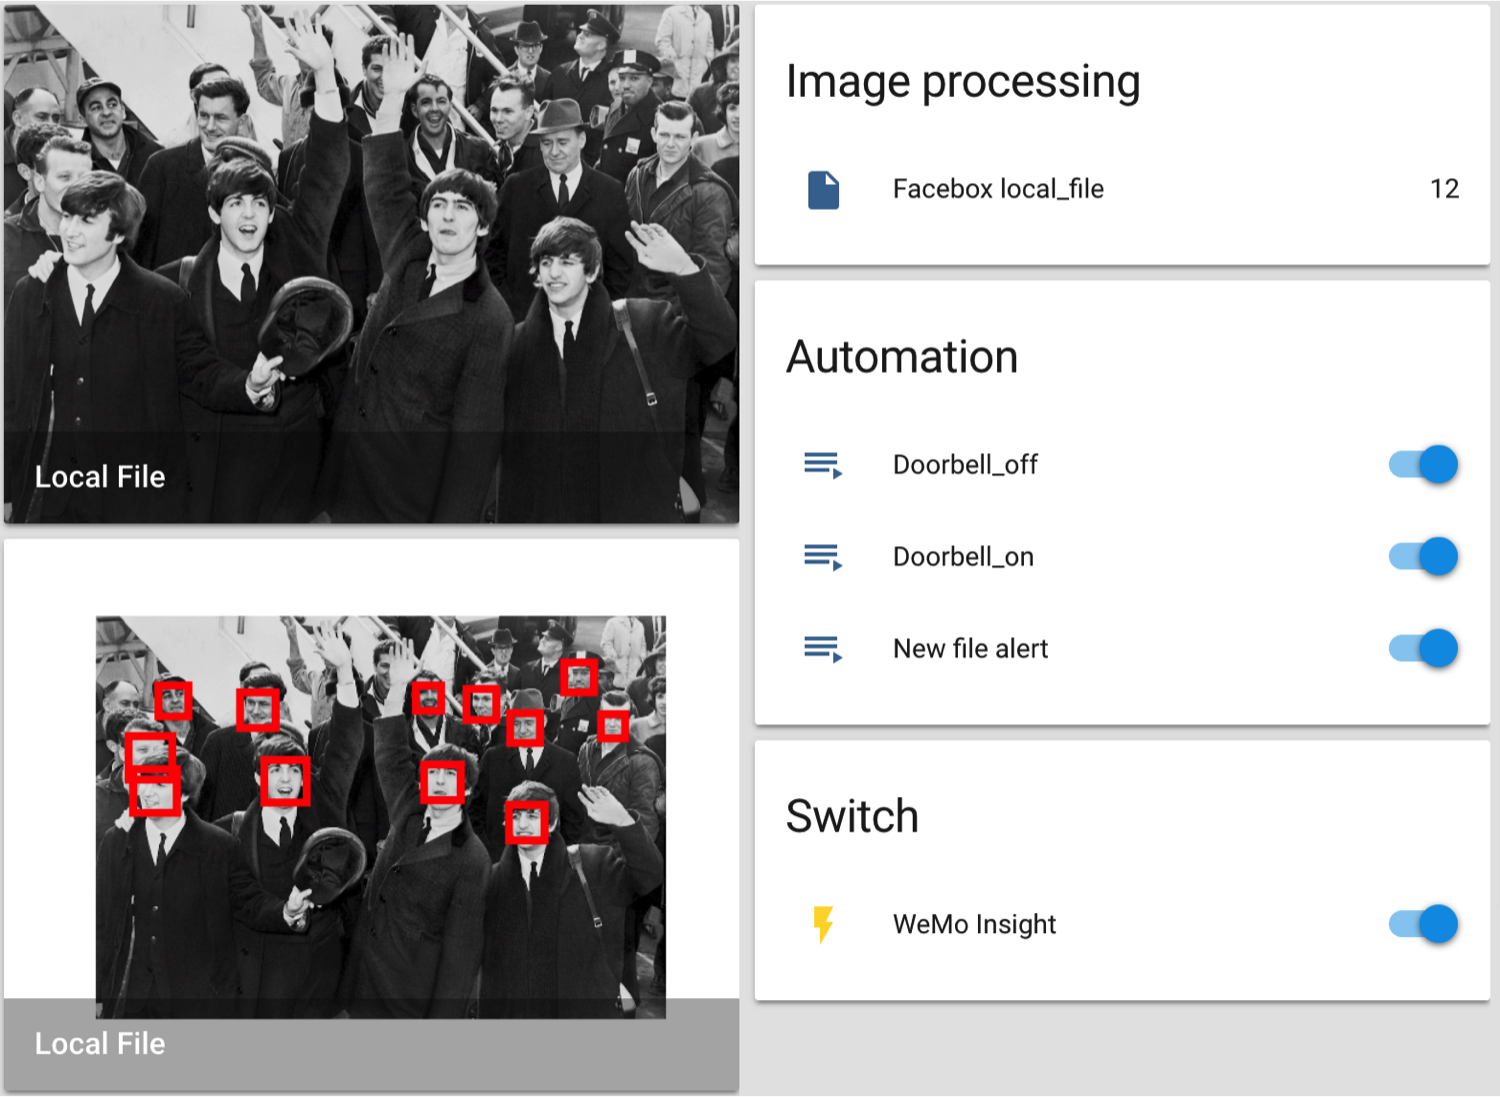 Local File
Local File
Image processing
Facebox local_file 12
Automation
Doorbell_off
Doorbell_on
New file alert
Switch
WeMo Insight